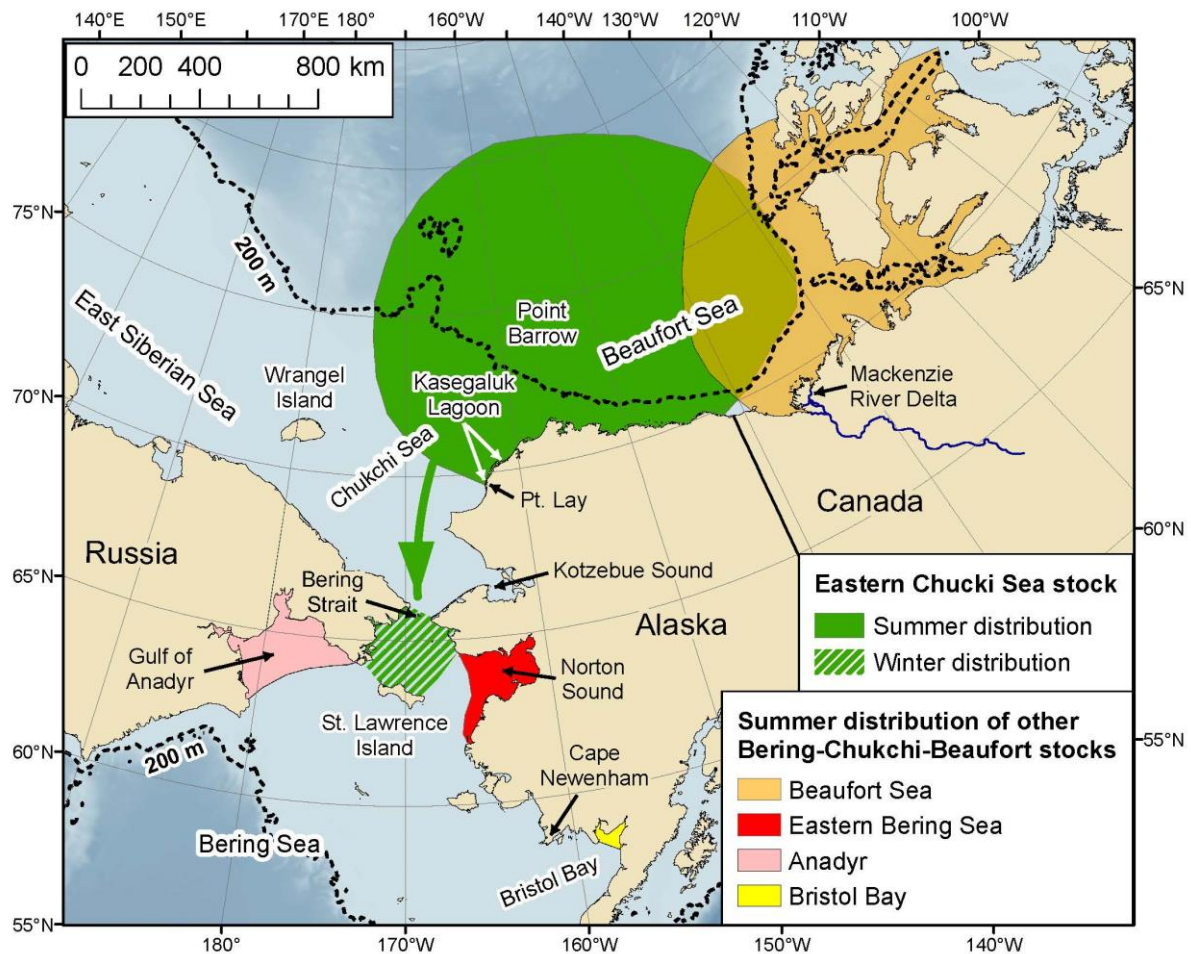 140°E 150°E 170°E 180° 160°W 150°W 140°W 130°W 120°W 110°W 100°W
0 200 400 800 km
75°N
200 m
East Siberian Sea
Wrangel
Island
Point
Barrow
Beaufort Sea
65°N
Kasegaluk
Lagoon
Mackenzie
River Delta
70°N
Chukchi Sea
Pt. Lay
Canada
60°N
Russia
65°N
Bering
Strait
Kotzebue Sound
Alaska
Gulf of
Anadyr
Norton
Sound
St. Lawrence
Island
Cape
Newenham
60°N
200 m
Bering Sea
Bristol Bay
55°N
Eastern Chucki Sea stock
Summer distribution
Winter distribution
55°N
Summer distribution of other
Bering-Chukchi-Beaufort stocks
Beaufort Sea
Eastern Bering Sea
Anadyr
Bristol Bay
180° 170°W 160°W 150°W 140°W